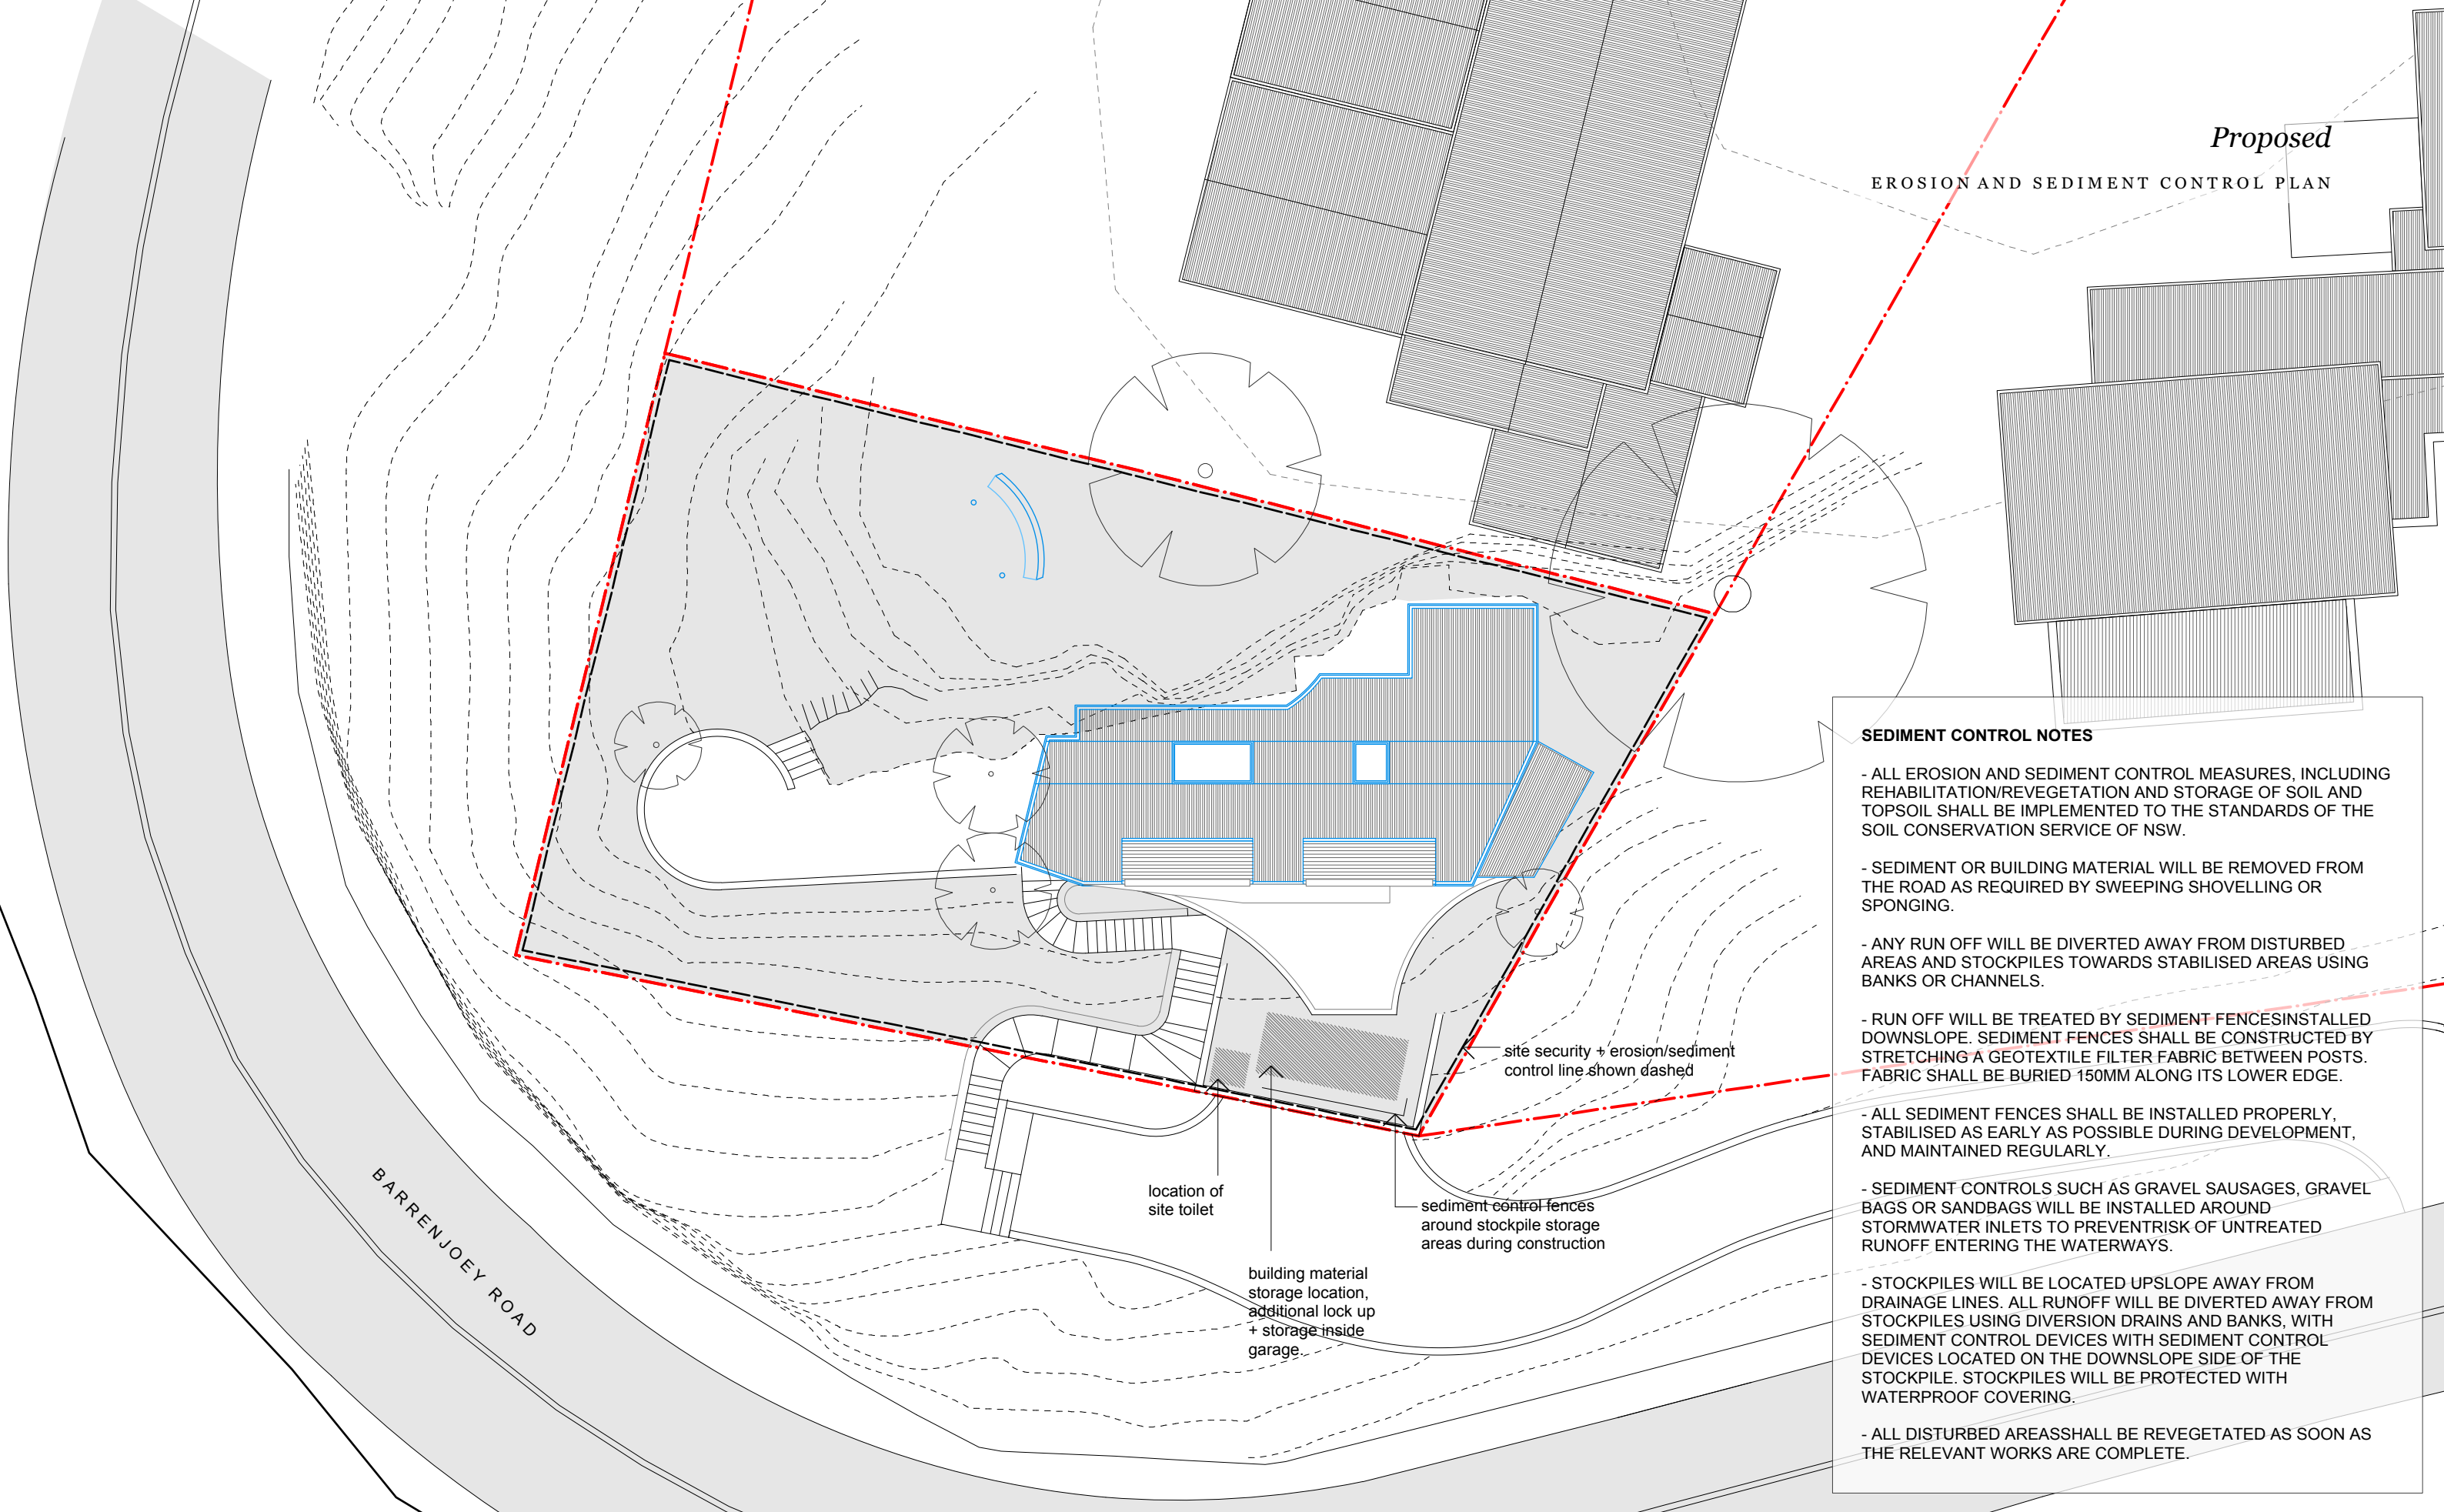 Proposed
EROSION AND SEDIMENT CONTROL PLAN
SEDIMENT CONTROL NOTES
- ALL EROSION AND SEDIMENT CONTROL MEASURES, INCLUDING
REHABILITATION/REVEGETATION AND STORAGE OF SOIL AND
TOPSOIL SHALL BE IMPLEMENTED TO THE STANDARDS OF THE
SOIL CONSERVATION SERVICE OF NSW.
- SEDIMENT OR BUILDING MATERIAL WILL BE REMOVED FROM
THE ROAD AS REQUIRED BY SWEEPING SHOVELLING OR
SPONGING.
- ANY RUN OFF WILL BE DIVERTED AWAY FROM DISTURBED
AREAS AND STOCKPILES TOWARDS STABILISED AREAS USING
BANKS OR CHANNELS.
- RUN OFF WILL BE TREATED BY SEDIMENT FENCESINSTALLED
DOWNSLOPE. SEDIMENT FENCES SHALL BE CONSTRUCTED BY
STRETCHING A GEOTEXTILE FILTER FABRIC BETWEEN POSTS.
FABRIC SHALL BE BURIED 150MM ALONG ITS LOWER EDGE.
- ALL SEDIMENT FENCES SHALL BE INSTALLED PROPERLY,
STABILISED AS EARLY AS POSSIBLE DURING DEVELOPMENT,
AND MAINTAINED REGULARLY.
- SEDIMENT CONTROLS SUCH AS GRAVEL SAUSAGES, GRAVEL
BAGS OR SANDBAGS WILL BE INSTALLED AROUND
STORMWATER INLETS TO PREVENTRISK OF UNTREATED
RUNOFF ENTERING THE WATERWAYS.
- STOCKPILES WILL BE LOCATED UPSLOPE AWAY FROM
DRAINAGE LINES. ALL RUNOFF WILL BE DIVERTED AWAY FROM
STOCKPILES USING DIVERSION DRAINS AND BANKS, WITH
SEDIMENT CONTROL DEVICES WITH SEDIMENT CONTROL
DEVICES LOCATED ON THE DOWNSLOPE SIDE OF THE
STOCKPILE. STOCKPILES WILL BE PROTECTED WITH
WATERPROOF COVERING.
- ALL DISTURBED AREASSHALL BE REVEGETATED AS SOON AS
THE RELEVANT WORKS ARE COMPLETE.
site security + erosion/sediment
control line shown dashed
location of
site toilet
sediment control fences
around stockpile storage
areas during construction
building material
storage location,
additional lock up
+ storage inside
garage.
BARRENJOEY ROAD